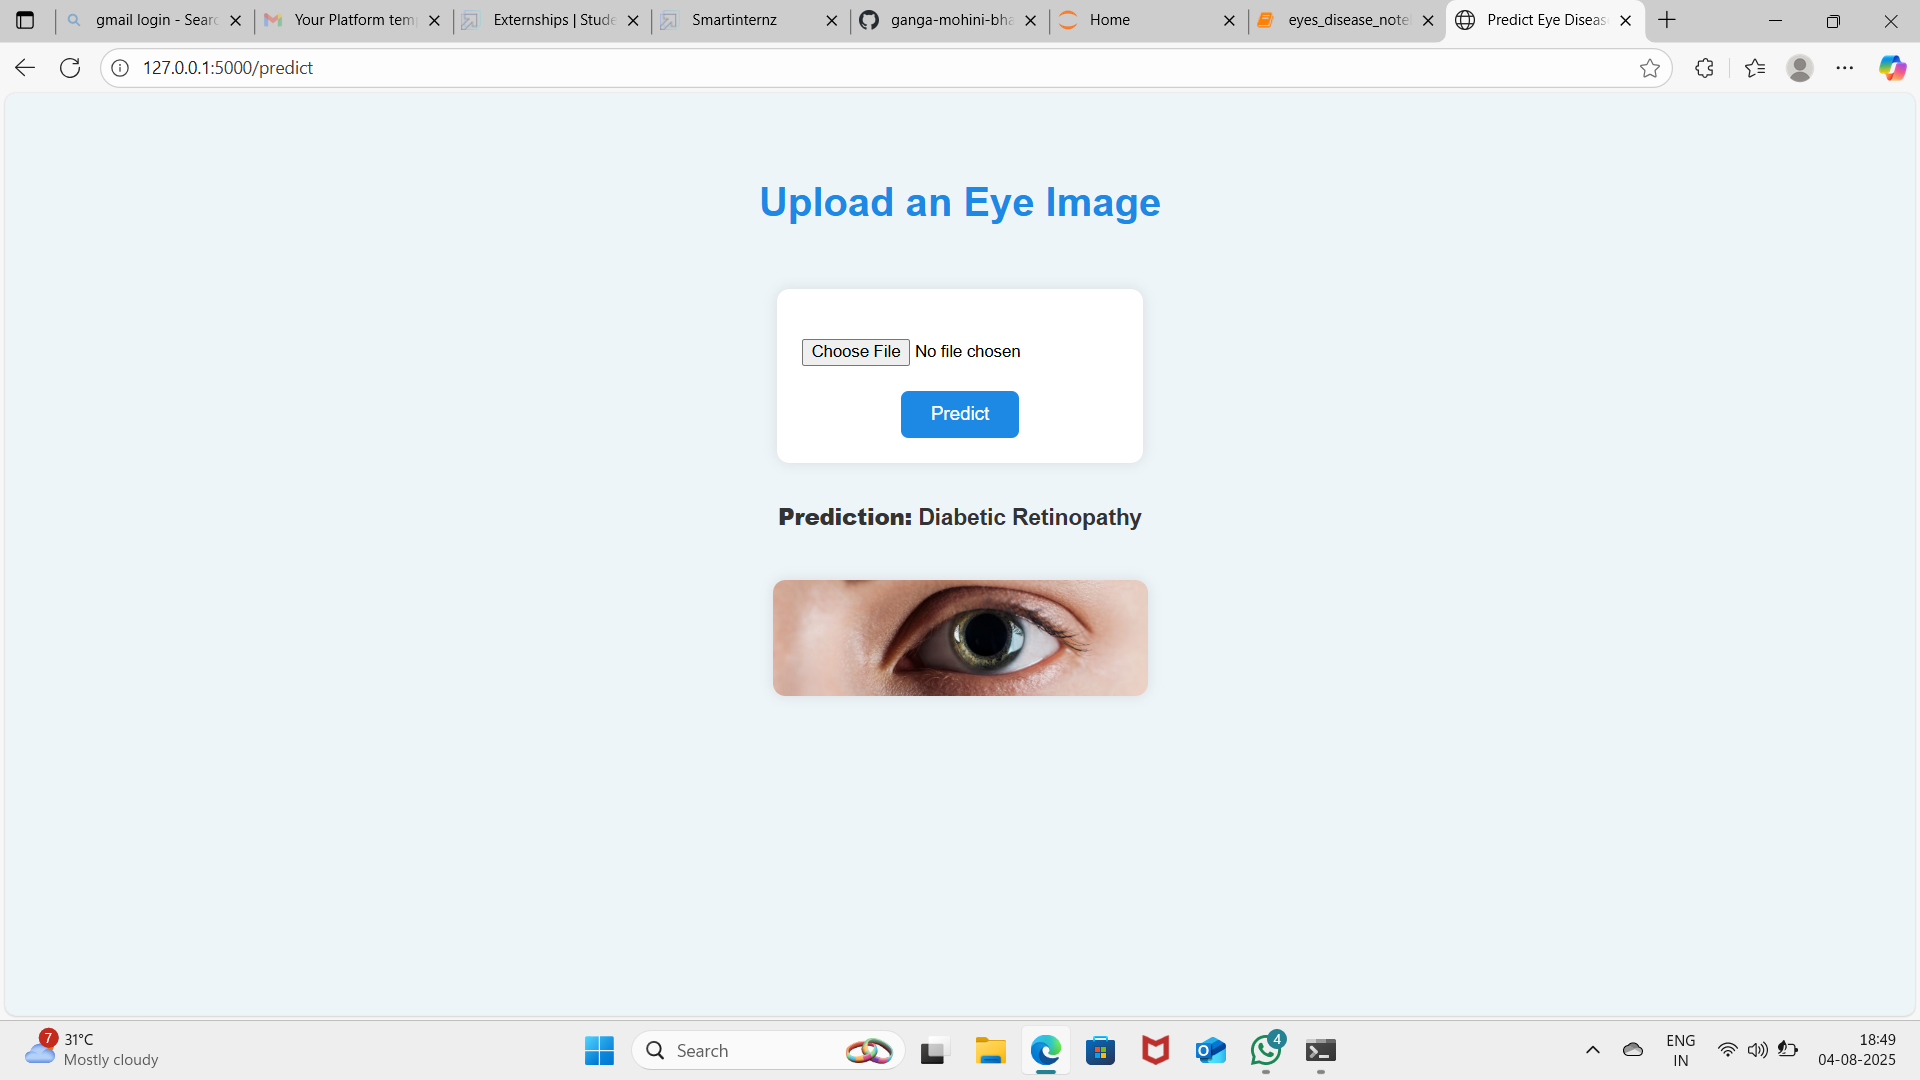 gmail login - Searc
Your Platform tem
Externships | Stude
Smartinternz
ganga-mohini-bha
Home
eyes_disease_note
Predict Eye Diseas
127.0.0.1:5000/predict
Upload an Eye Image
Choose File No file chosen
Predict
Prediction: Diabetic Retinopathy
7
31°C
Mostly cloudy
Search
4
ENG
IN
18:49
04-08-2025